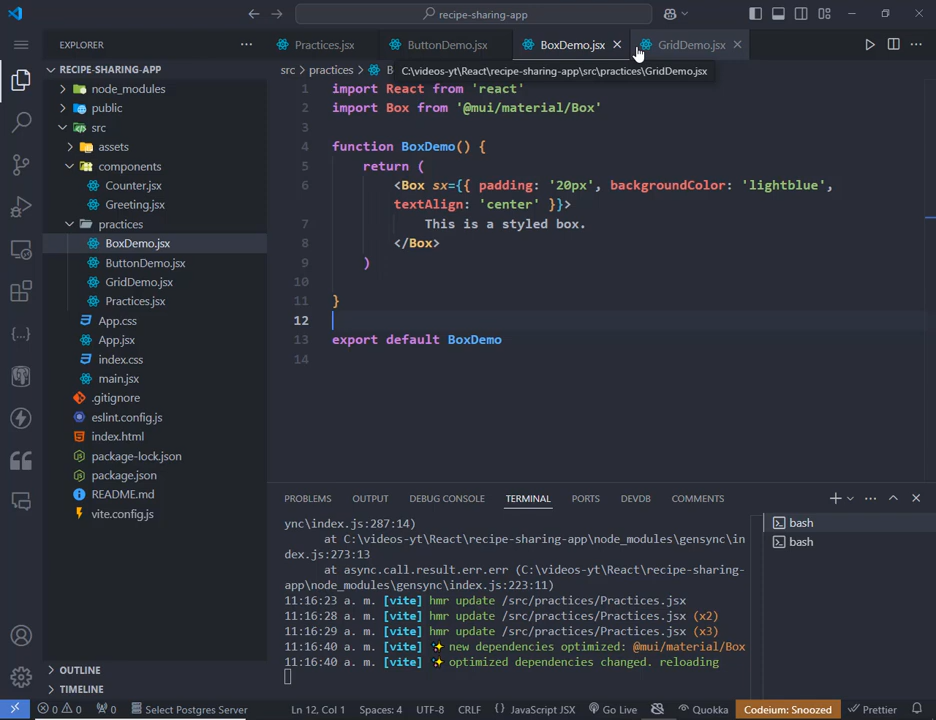 recipe-sharing-app
EXPLORER
Practices.jsx
ButtonDemo.jsx
BoxDemo.jsx
GridDemo.jsx
RECIPE-SHARING-APP
src > practices > B
C:\videos-yt\React\recipe-sharing-app\src\practices\GridDemo.jsx
node_modules
public
src
assets
components
Counter.jsx
Greeting.jsx
practices
BoxDemo.jsx
ButtonDemo.jsx
GridDemo.jsx
Practices.jsx
App.css
App.jsx
index.css
main.jsx
.gitignore
eslint.config.js
index.html
package-lock.json
package.json
README.md
vite.config.js
OUTLINE
TIMELINE
1 import React from 'react'
2 import Box from '@mui/material/Box'
3
4 function BoxDemo() {
5 return (
6 <Box sx={{ padding: '20px', backgroundColor: 'lightblue',
textAlign: 'center' }}>
7 This is a styled box.
8 </Box>
9 )
10
11 }
12
13 export default BoxDemo
14
PROBLEMS OUTPUT DEBUG CONSOLE TERMINAL PORTS DEVDB COMMENTS
ync\index.js:287:14)
at C:\videos-yt\React\recipe-sharing-app\node_modules\gensync\in
dex.js:273:13
at async.call.result.err.err (C:\videos-yt\React\recipe-sharing-
app\node_modules\gensync\index.js:223:11)
11:16:23 a. m. [vite] hmr update /src/practices/Practices.jsx
11:16:28 a. m. [vite] hmr update /src/practices/Practices.jsx (x2)
11:16:29 a. m. [vite] hmr update /src/practices/Practices.jsx (x3)
11:16:40 a. m. [vite] ✨ new dependencies optimized: @mui/material/Box
11:16:40 a. m. [vite] ✨ optimized dependencies changed. reloading
bash
bash
0 0 0 Select Postgres Server Ln 12, Col 1 Spaces: 4 UTF-8 CRLF {} JavaScript JSX Go Live Quokka Codeium: Snoozed Prettier